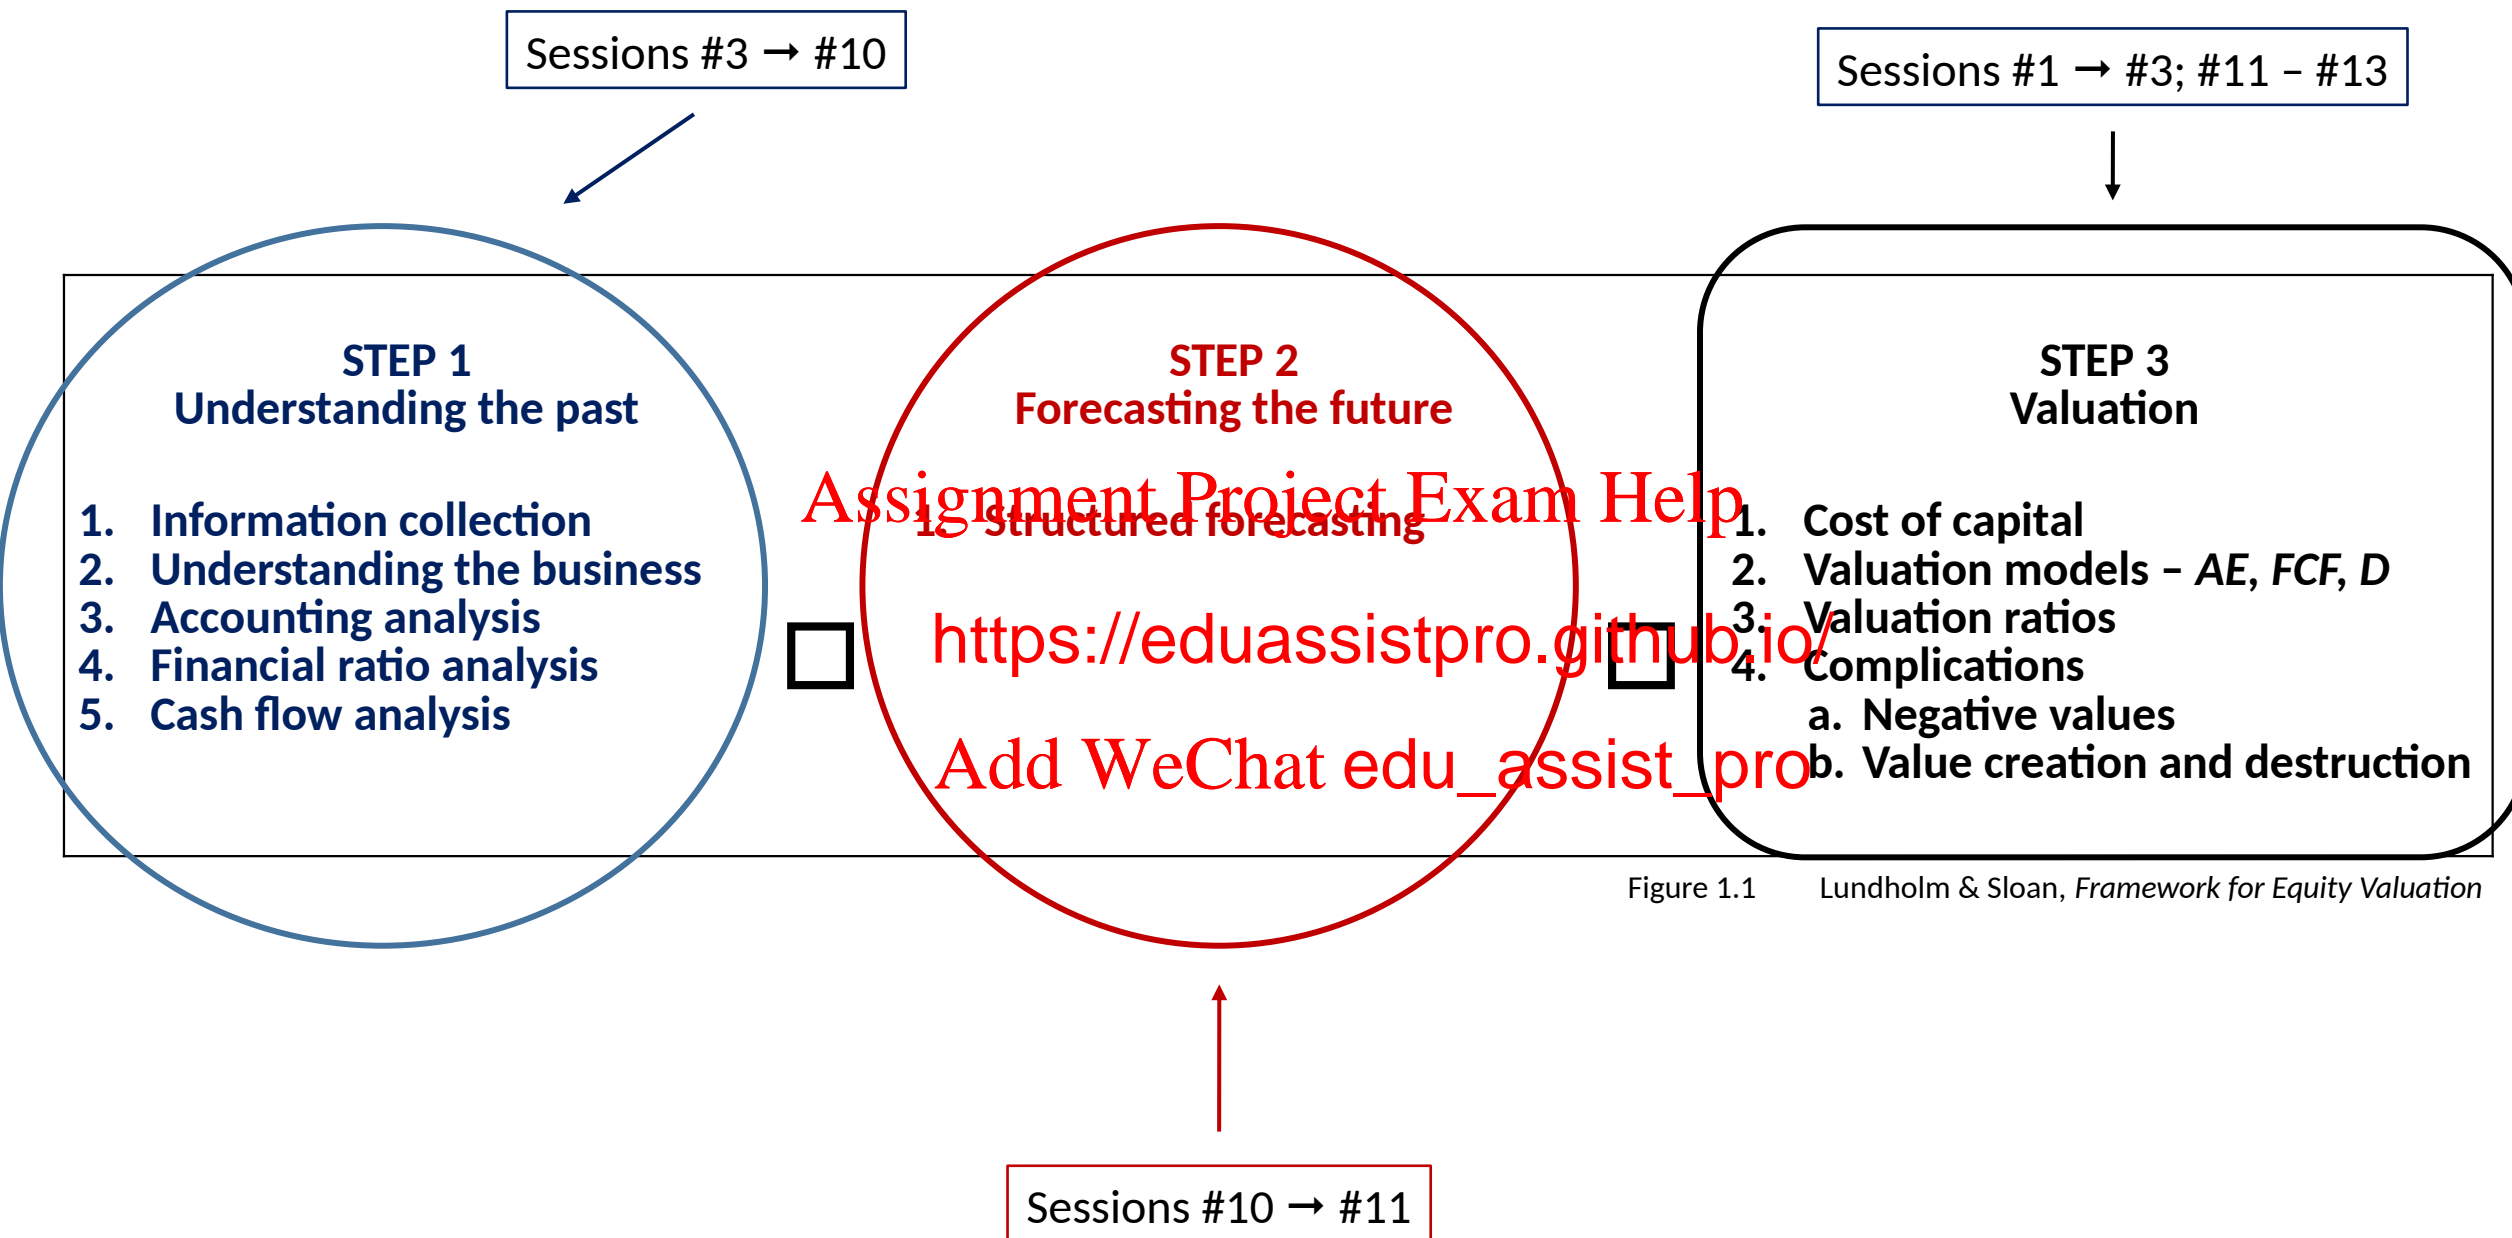 Sessions #3 → #10
Sessions #1 → #3; #11 – #13
STEP 1
Understanding the past
1. Information collection
2. Understanding the business
3. Accounting analysis
4. Financial ratio analysis
5. Cash flow analysis
STEP 2
Forecasting the future
1. Structured forecasting
Assignment Project Exam Help
https://eduassistpro.github.io/
Add WeChat edu_assist_pro
STEP 3
Valuation
1. Cost of capital
2. Valuation models – AE, FCF, D
3. Valuation ratios
4. Complications
a. Negative values
b. Value creation and destruction
Figure 1.1 Lundholm & Sloan, Framework for Equity Valuation
Sessions #10 → #11